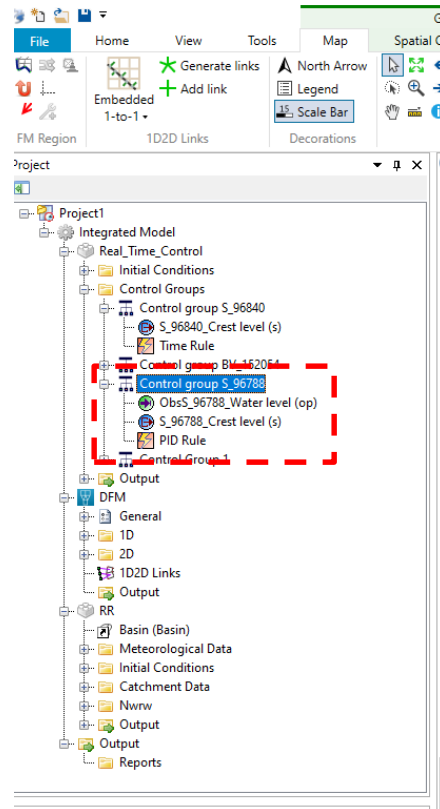 G
File Home View Tools Map Spatial O
Generate links North Arrow
Add link Legend
Embedded
1-to-1 Scale Bar
FM Region 1D2D Links Decorations
Project
Project1
Integrated Model
Real_Time_Control
Initial Conditions
Control Groups
Control group S_96840
S_96840_Crest level (s)
Time Rule
Control group BV_152054
Control group S_96788
ObsS_96788_Water level (op)
S_96788_Crest level (s)
PID Rule
Control Group 1
Output
DFM
General
1D
2D
1D2D Links
Output
RR
Basin (Basin)
Meteorological Data
Initial Conditions
Catchment Data
Nwrw
Output
Output
Reports